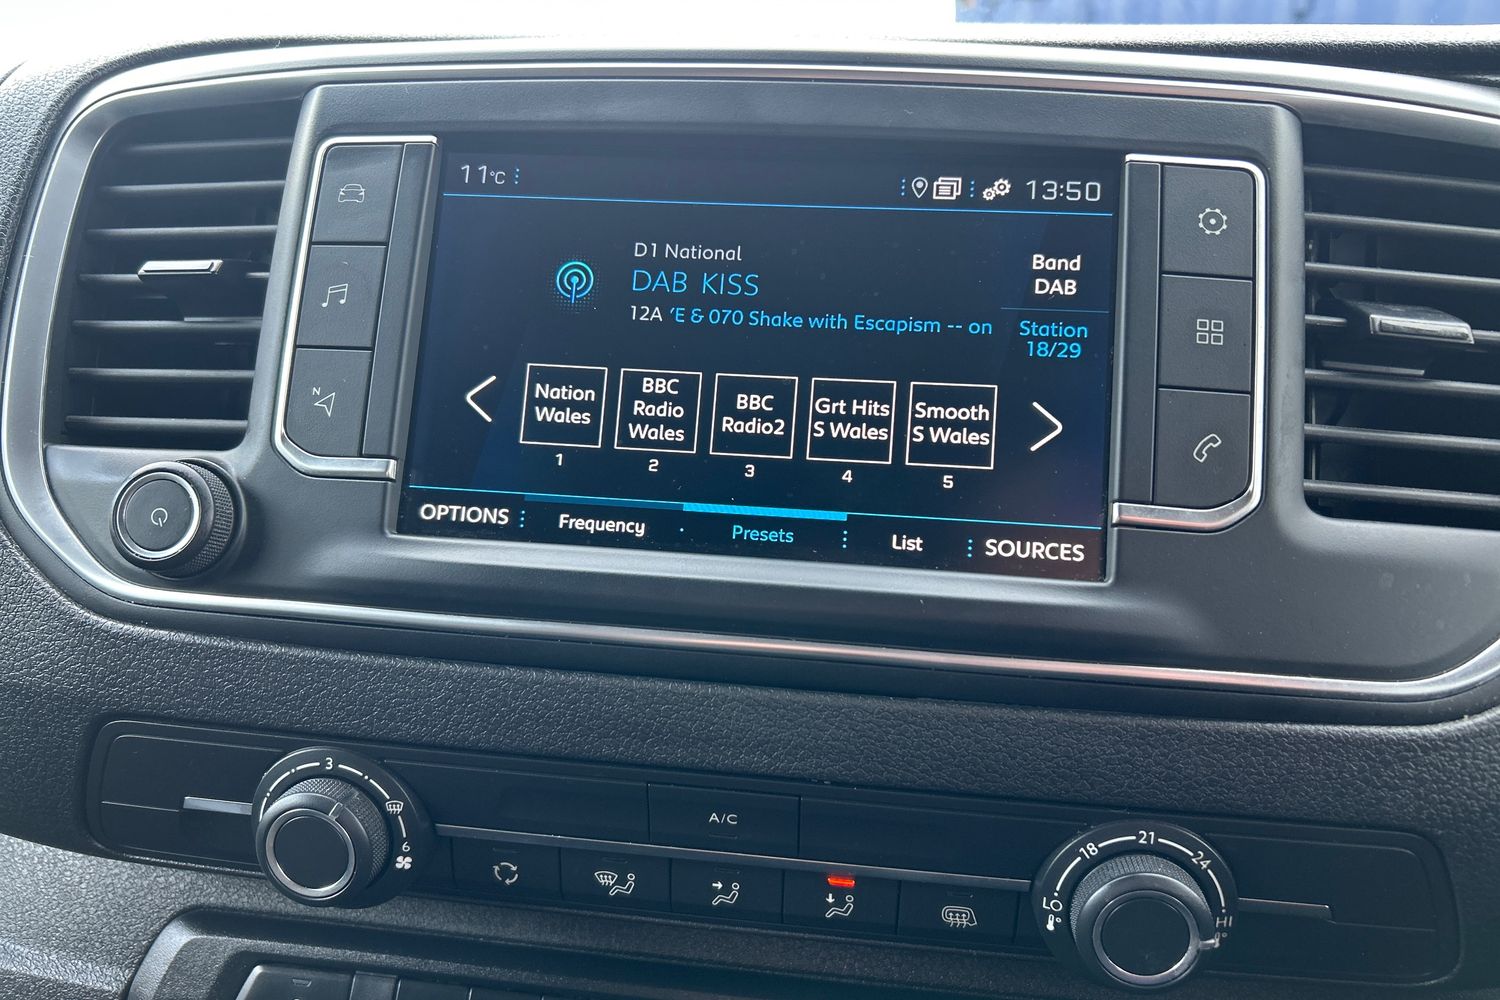 11°C
13:50
D1 National
DAB KISS
12A 'E & 070 Shake with Escapism -- on
Band
DAB
Station
18/29
Nation
Wales
1
BBC
Radio
Wales
2
BBC
Radio2
3
Grt Hits
S Wales
4
Smooth
S Wales
5
OPTIONS
Frequency
Presets
List
SOURCES
N
3
6
A/C
18
21
24
HI